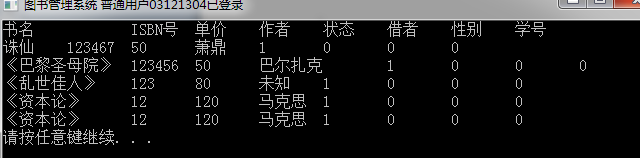 图书管理系统 普通用户03121304已登录
书名 ISBN号 单价 作者 状态 借者 性别 学号
诛仙 123467 50 萧鼎 1 0 0 0
《巴黎圣母院》 123456 50 巴尔扎克 1 0 0 0
《乱世佳人》 123 80 未知 1 0 0 0
《资本论》 12 120 马克思 1 0 0 0
《资本论》 12 120 马克思 1 0 0 0
请按任意键继续. . .